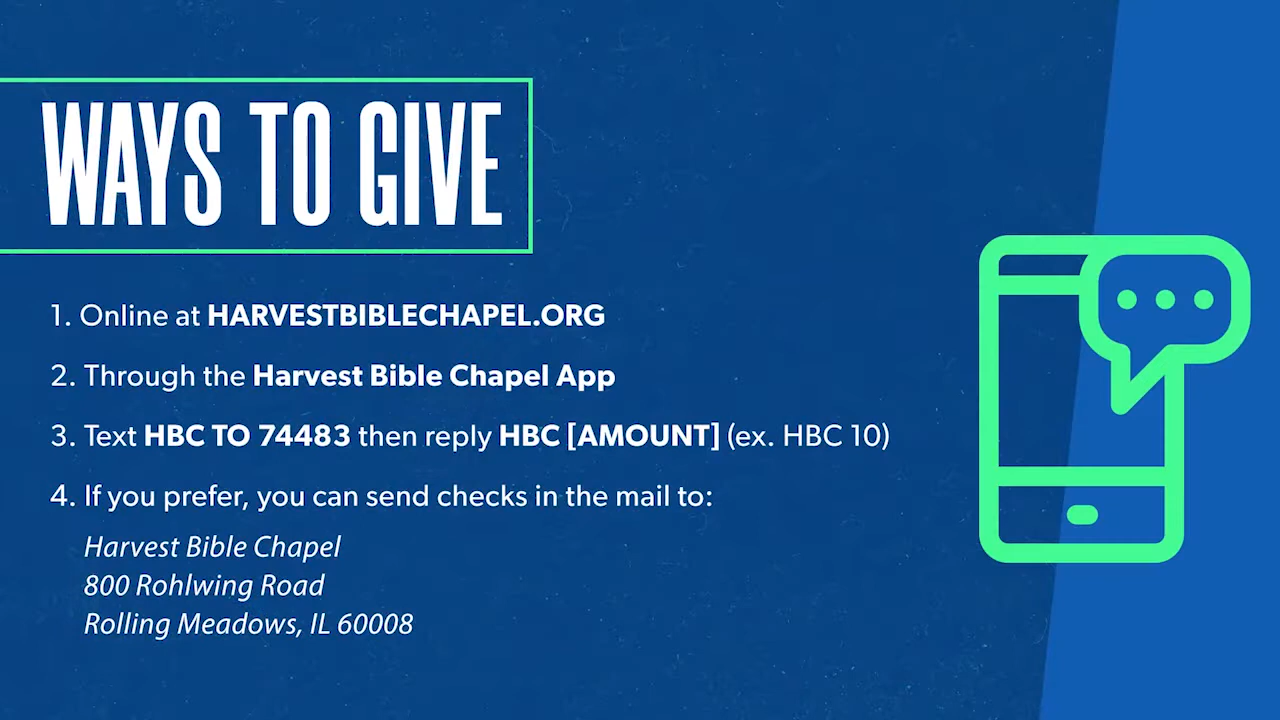 WAYS TO GIVE
1. Online at HARVESTBIBLECHAPEL.ORG
2. Through the Harvest Bible Chapel App
3. Text HBC TO 74483 then reply HBC [AMOUNT] (ex. HBC 10)
4. If you prefer, you can send checks in the mail to:
Harvest Bible Chapel
800 Rohlwing Road
Rolling Meadows, IL 60008